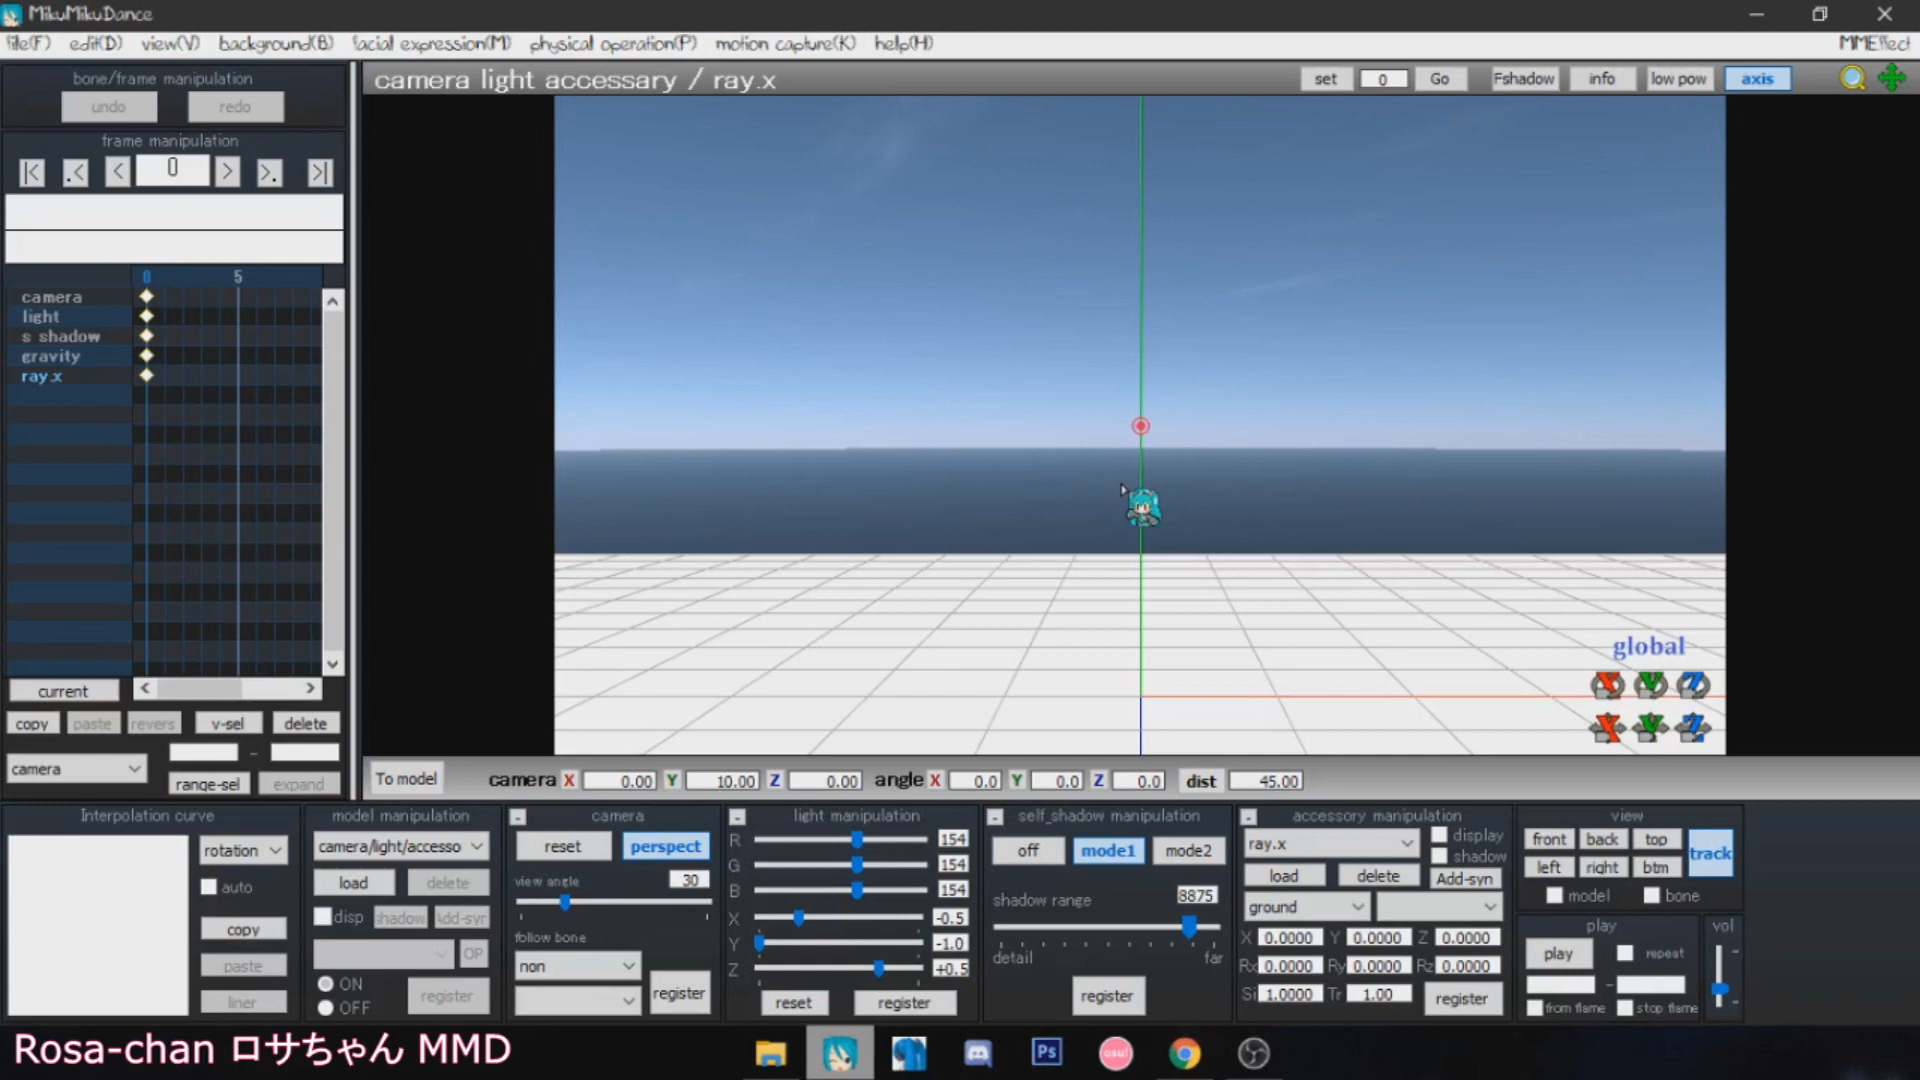 MikuMikuDance
file(F) edit(D) view(V) background(B) facial expression(M) physical operation(P) motion capture(K) help(H) MMEffect
bone/frame manipulation
undo redo
camera light accessary / ray.x
set 0 Go Fshadow info low pow axis
frame manipulation
|< .< < 0 > >. >|
0 5
camera
light
s shadow
gravity
ray.x
global
X Y Z
X Y Z
current
copy paste revers v-sel delete
-
camera
range-sel expand
To model camera X 0.00 Y 10.00 Z 0.00 angle X 0.0 Y 0.0 Z 0.0 dist 45.00
Interpolation curve
rotation
auto
copy
paste
liner
model manipulation
camera/light/accesso
load delete
disp shadow Add-syn
OP
ON
OFF
register
- camera
reset perspect
view angle 30
follow bone
non
register
- light manipulation
R 154
G 154
B 154
X -0.5
Y -1.0
Z +0.5
reset register
- self_shadow manipulation
off mode1 mode2
shadow range 8875
detail far
register
- accessory manipulation
ray.x display
shadow
load delete Add-syn
ground
X 0.0000 Y 0.0000 Z 0.0000
Rx 0.0000 Ry 0.0000 Rz 0.0000
Si 1.0000 Tr 1.00 register
view
front back top
track
left right btm
model bone
play
play repeat
-
from flame stop flame
vol
Rosa-chan ロサちゃん MMD
Ps
osu!